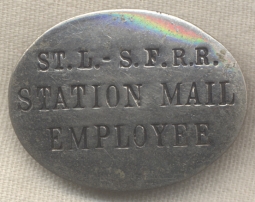 ST. L. - S. F. R. R.
STATION MAIL
EMPLOYEE